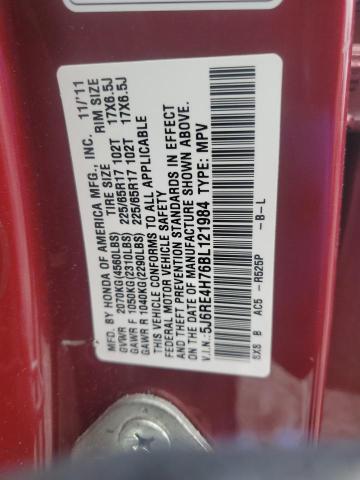 MFD. BY HONDA OF AMERICA MFG., INC. 11/11
TIRE SIZE RIM SIZE
GVWR 2070KG(4560LBS)
GAWR F 1050KG(2310LBS) 225/65R17 102T 17X6.5J
GAWR R 1040KG(2290LBS) 225/65R17 102T 17X6.5J
THIS VEHICLE CONFORMS TO ALL APPLICABLE
FEDERAL MOTOR VEHICLE SAFETY
AND THEFT PREVENTION STANDARDS IN EFFECT
ON THE DATE OF MANUFACTURE SHOWN ABOVE.
V.I.N.: 5J6RE4H76BL121984 TYPE: MPV
SXS B AC5 -R525P -B-L